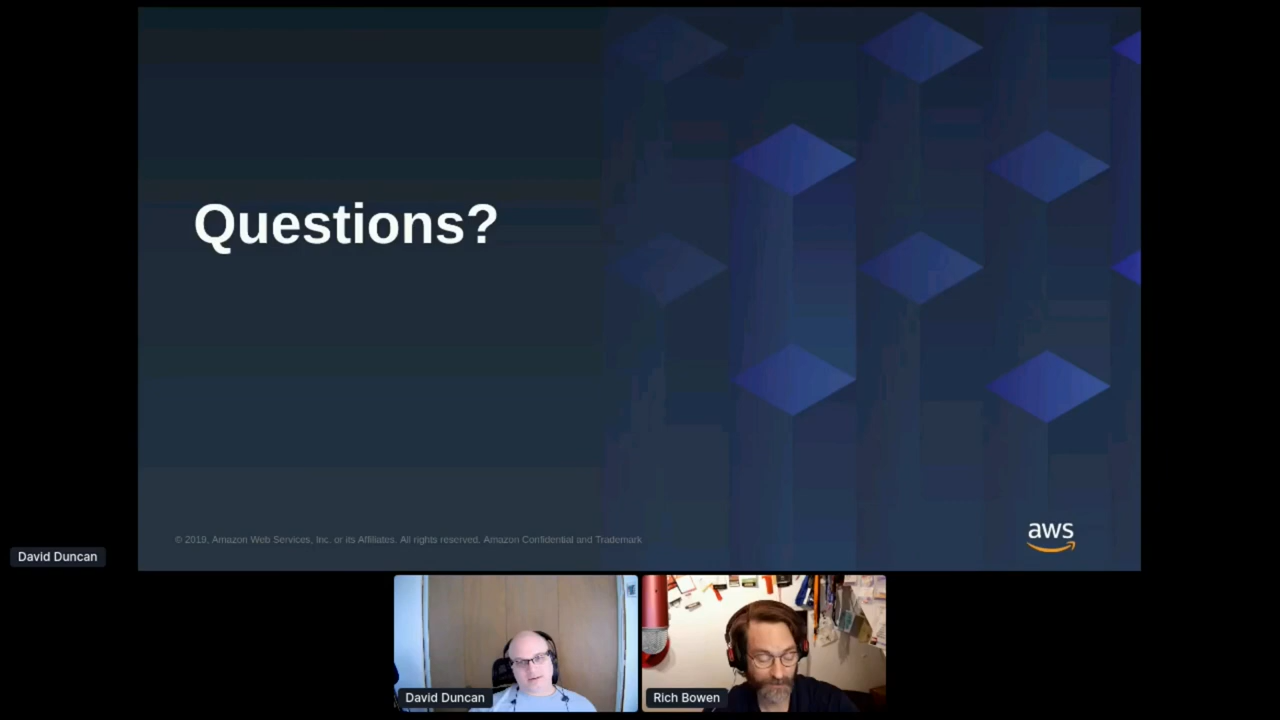 Questions?
© 2019, Amazon Web Services, Inc. or its Affiliates. All rights reserved. Amazon Confidential and Trademark
aws
David Duncan
David Duncan
Rich Bowen